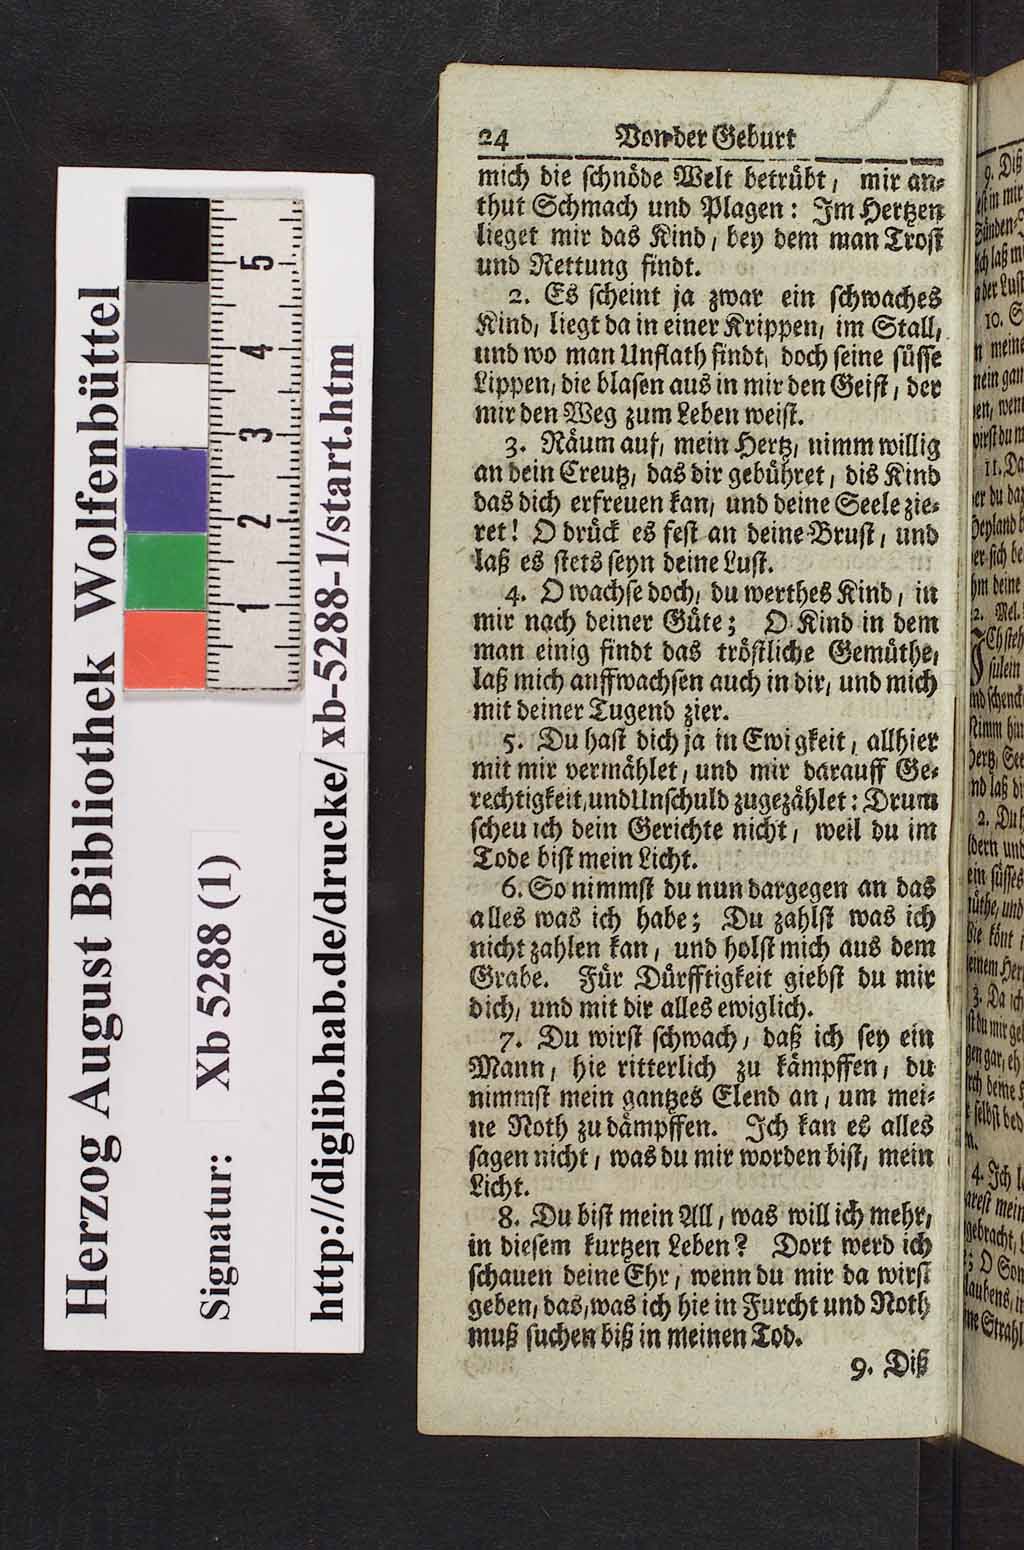 Herzog August Bibliothek Wolfenbüttel
Signatur: Xb 5288 (1)
http://diglib.hab.de/drucke/ xb-5288-1/start.htm
1 2 3 4 5
24 Von der Geburt
mich die schnöde Welt betrübt, mir an-
thut Schmach und Plagen: Im Hertzen
lieget mir das Kind, bey dem man Trost
und Rettung findt.
2. Es scheint ja zwar ein schwaches
Kind, liegt da in einer Krippen, im Stall,
und wo man Unflath findt, doch seine süsse
Lippen, die blasen aus in mir den Geist, der
mir den Weg zum Leben weist.
3. Räum auf, mein Hertz, nimm willig
an dein Creutz, das dir gebühret, dis Kind
das dich erfreuen kan, und deine Seele zie-
ret! O drück es fest an deine Brust, und
laß es stets seyn deine Lust.
4. O wachse doch, du werthes Kind, in
mir nach deiner Güte; O Kind in dem
man einig findt das tröstliche Gemüthe,
laß mich auffwachsen auch in dir, und mich
mit deiner Tugend zier.
5. Du hast dich ja in Ewigkeit, allhier
mit mir vermählet, und mir darauff Ge-
rechtigkeit, und Unschuld zugezählet: Drum
scheu ich dein Gerichte nicht, weil du im
Tode bist mein Licht.
6. So nimmst du nun dargegen an das
alles was ich habe; Du zahlst was ich
nicht zahlen kan, und holst mich aus dem
Grabe. Für Dürfftigkeit giebst du mir
dich, und mit dir alles ewiglich.
7. Du wirst schwach, daß ich sey ein
Mann, hie ritterlich zu kämpffen, du
nimmst mein gantzes Elend an, um mei-
ne Noth zu dämpffen. Ich kan es alles
sagen nicht, was du mir worden bist, mein
Licht.
8. Du bist mein All, was will ich mehr,
in diesem kurtzen Leben? Dort werd ich
schauen deine Ehr, wenn du mir da wirst
geben, das, was ich hie in Furcht und Noth
muß suchen biß in meinen Tod.
9. Diß